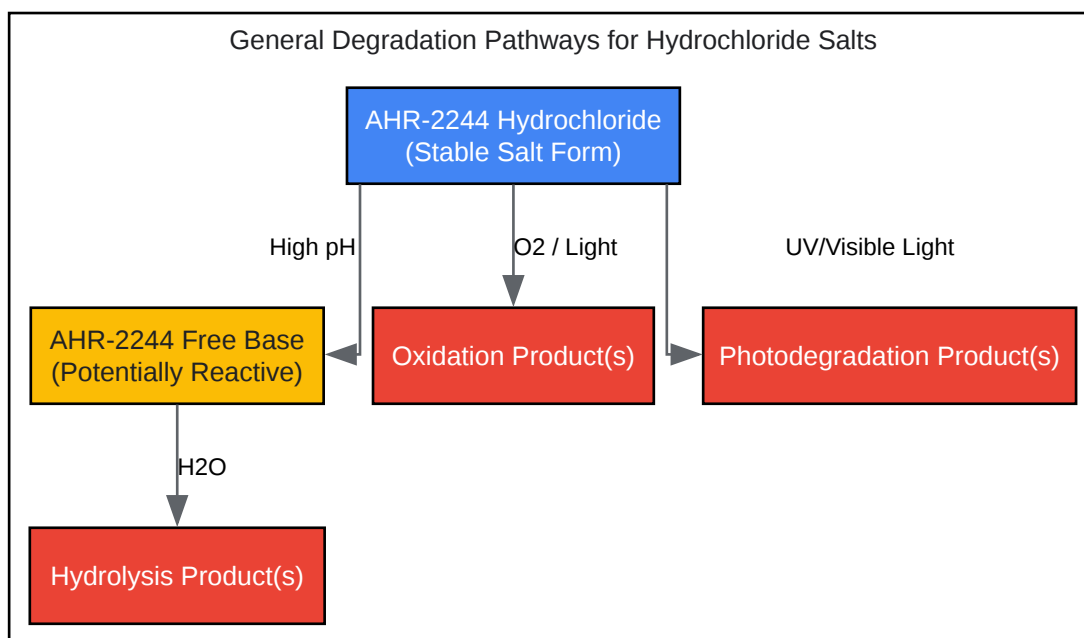 General Degradation Pathways for Hydrochloride Salts
AHR-2244 Hydrochloride
(Stable Salt Form)
High pH
O2 / Light
UV/Visible Light
AHR-2244 Free Base
(Potentially Reactive)
Oxidation Product(s)
Photodegradation Product(s)
H2O
Hydrolysis Product(s)